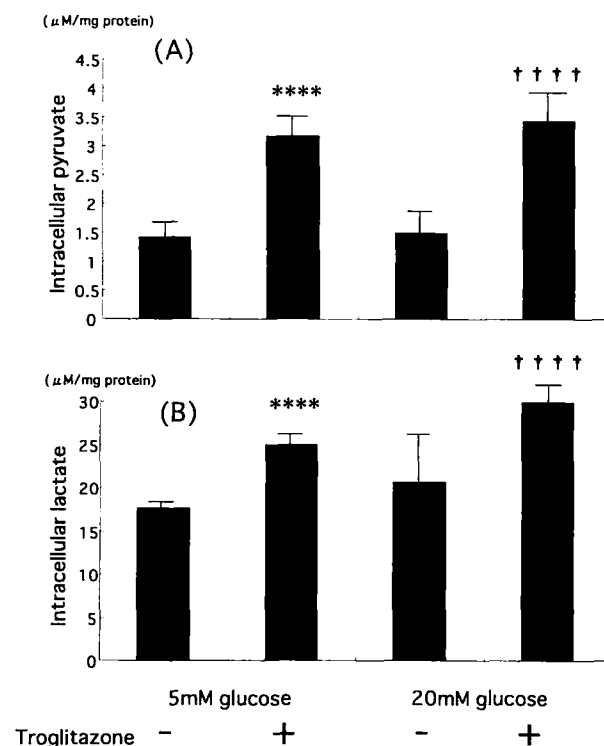 ( μM/mg protein)
(A)
4.5
4
3.5
3
2.5
2
1.5
1
0.5
0
Intracellular pyruvate
****
† † † †
( μM/mg protein)
(B)
30
25
20
15
10
5
0
Intracellular lactate
****
† † † †
5mM glucose 20mM glucose
Troglitazone - + - +